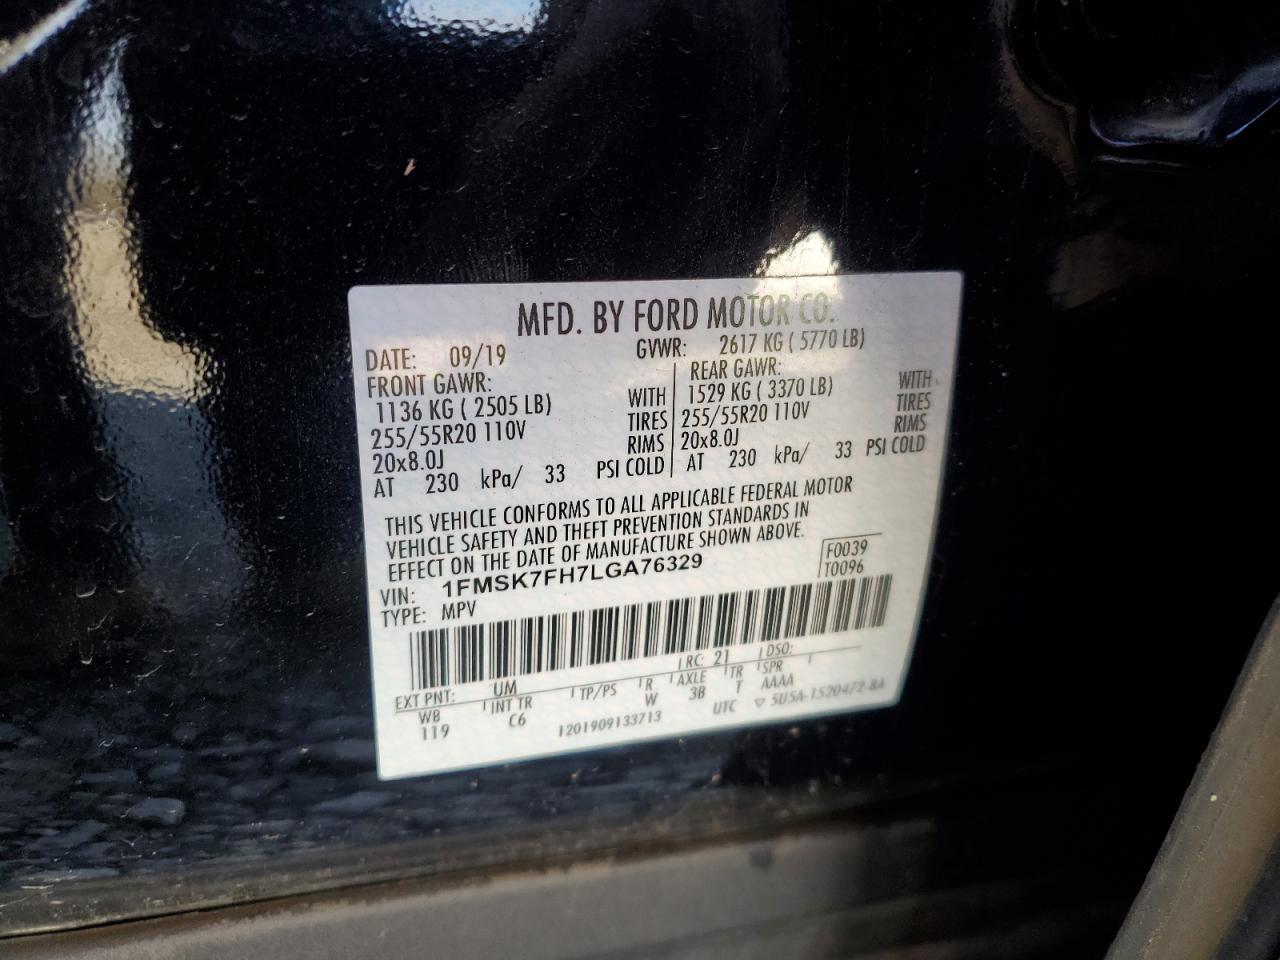 MFD. BY FORD MOTOR CO.
DATE: 09/19 GVWR: 2617 KG ( 5770 LB)
FRONT GAWR: REAR GAWR:
1136 KG ( 2505 LB) WITH 1529 KG ( 3370 LB) WITH
255/55R20 110V TIRES 255/55R20 110V TIRES
20x8.0J RIMS 20x8.0J RIMS
AT 230 kPa/ 33 PSI COLD AT 230 kPa/ 33 PSI COLD
THIS VEHICLE CONFORMS TO ALL APPLICABLE FEDERAL MOTOR
VEHICLE SAFETY AND THEFT PREVENTION STANDARDS IN
EFFECT ON THE DATE OF MANUFACTURE SHOWN ABOVE.
VIN: 1FMSK7FH7LGA76329 F0039
TYPE: MPV T0096
EXT PNT: UM RC: 21 DSO:
WB INT TR TP/PS R AXLE TR SPR
119 C6 W 3B T AAAA
1201909133713 UTC ▽ 5U5A-1520472-8A